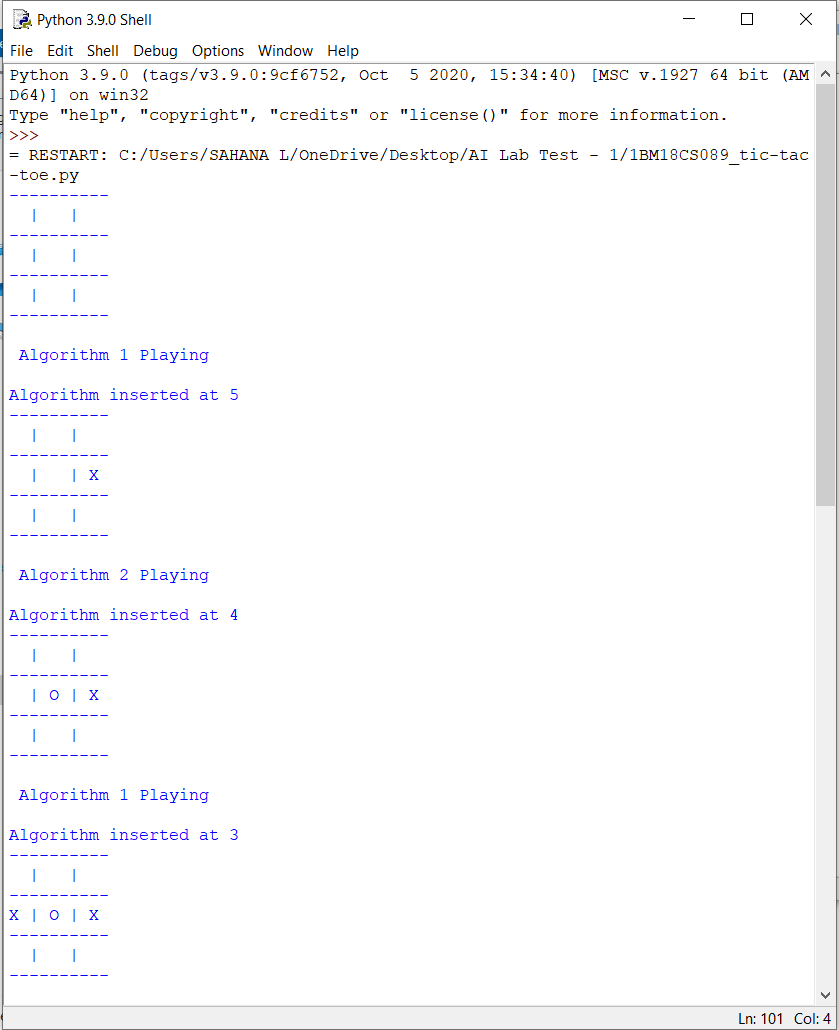 Python 3.9.0 Shell
File Edit Shell Debug Options Window Help
Python 3.9.0 (tags/v3.9.0:9cf6752, Oct  5 2020, 15:34:40) [MSC v.1927 64 bit (AM
D64)] on win32
Type "help", "copyright", "credits" or "license()" for more information.
>>>
= RESTART: C:/Users/SAHANA L/OneDrive/Desktop/AI Lab Test - 1/1BM18CS089_tic-tac
-toe.py
----------
  |   |
----------
  |   |
----------
  |   |
----------
 Algorithm 1 Playing
Algorithm inserted at 5
----------
  |   |
----------
  |   | X
----------
  |   |
----------
 Algorithm 2 Playing
Algorithm inserted at 4
----------
  |   |
----------
  | O | X
----------
  |   |
----------
 Algorithm 1 Playing
Algorithm inserted at 3
----------
  |   |
----------
X | O | X
----------
  |   |
----------
Ln: 101 Col: 4